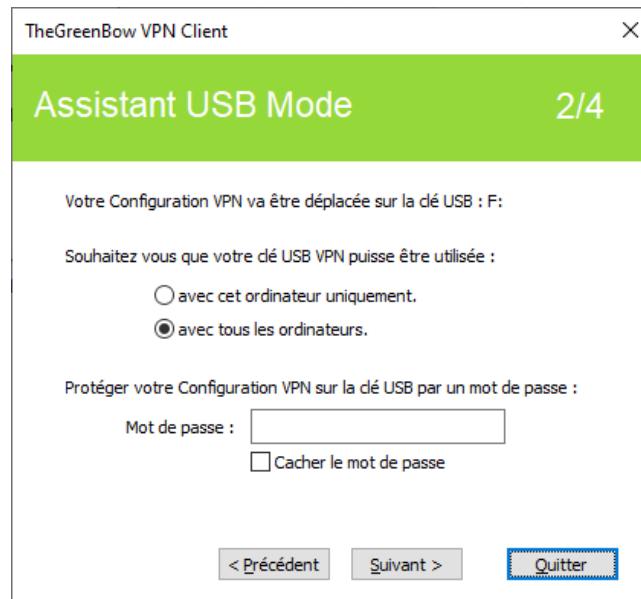 TheGreenBow VPN Client
Assistant USB Mode 2/4
Votre Configuration VPN va être déplacée sur la clé USB : F:
Souhaitez vous que votre clé USB VPN puisse être utilisée :
avec cet ordinateur uniquement.
avec tous les ordinateurs.
Protéger votre Configuration VPN sur la clé USB par un mot de passe :
Mot de passe :
Cacher le mot de passe
< Précédent Suivant > Quitter